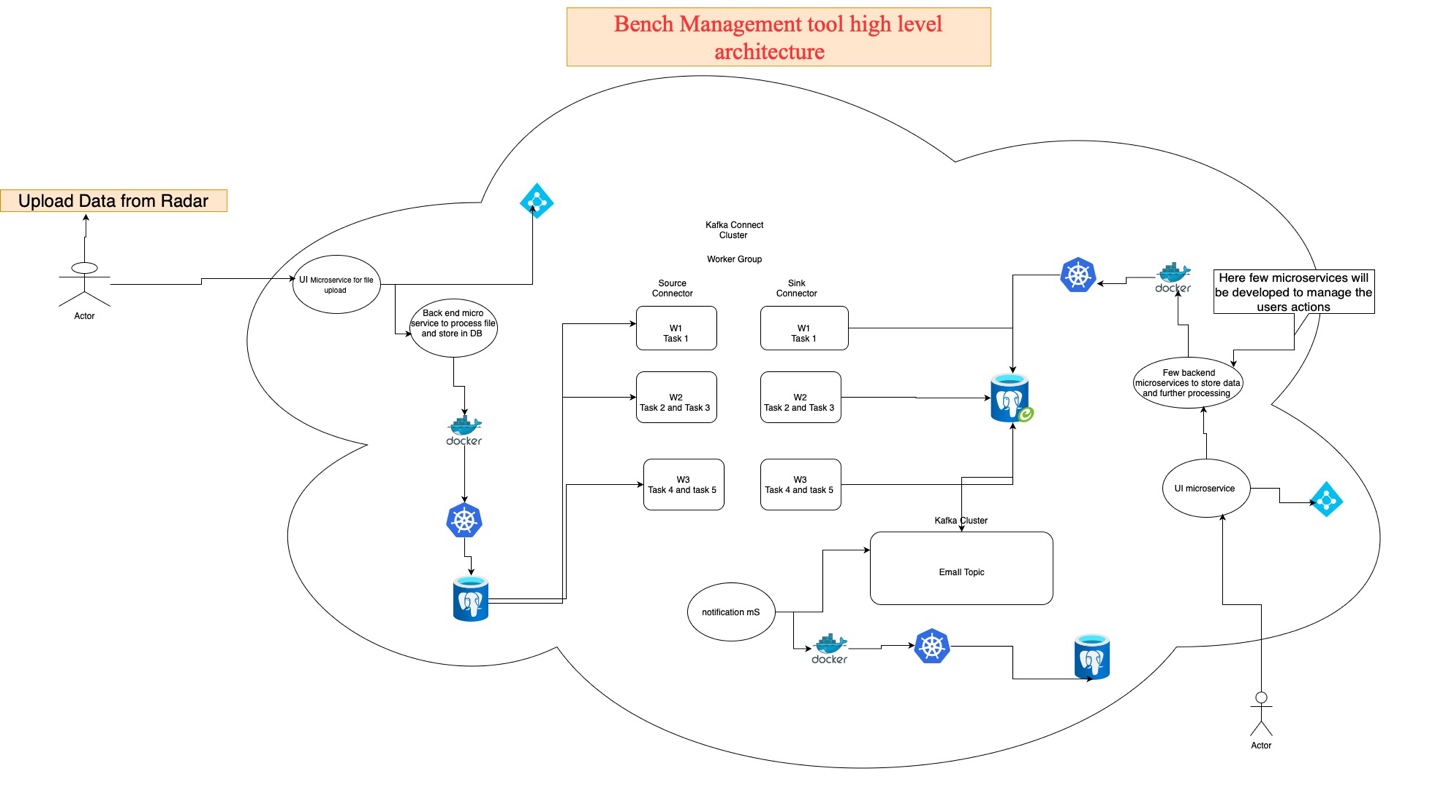 Bench Management tool high level
architecture
Upload Data from Radar
Actor
UI Microservice for file
upload
Back end micro
service to process file
and store in DB
docker
Kafka Connect
Cluster
Worker Group
Source
Connector
Sink
Connector
W1
Task 1
W1
Task 1
W2
Task 2 and Task 3
W2
Task 2 and Task 3
W3
Task 4 and task 5
W3
Task 4 and task 5
Kafka Cluster
Emall Topic
notification mS
docker
docker
Here few microservices will
be developed to manage the
users actions
Few backend
microservices to store data
and further processing
UI microservice
Actor